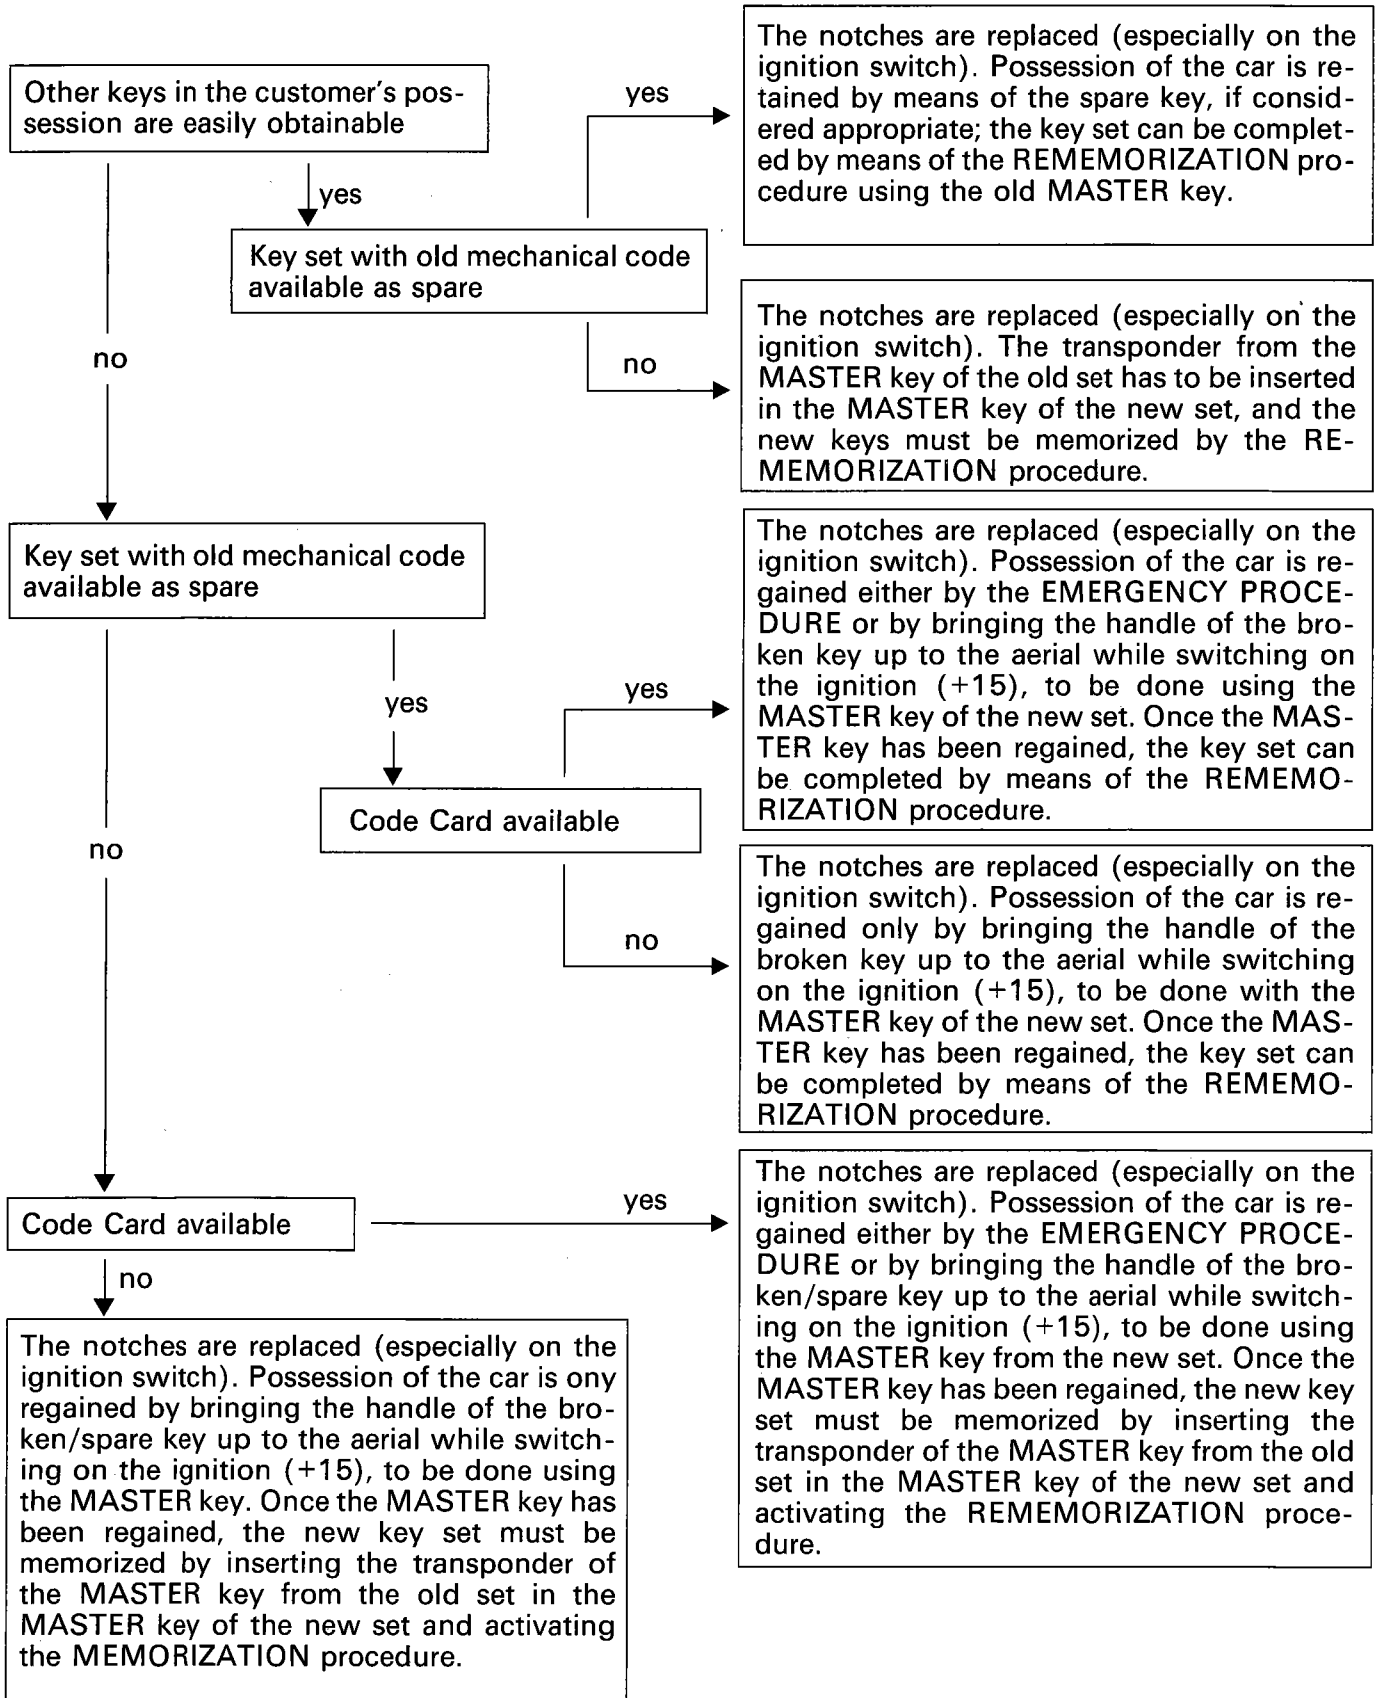 Other keys in the customer's pos-
session are easily obtainable
yes
Key set with old mechanical code
available as spare
yes
The notches are replaced (especially on the
ignition switch). Possession of the car is re-
tained by means of the spare key, if consid-
ered appropriate; the key set can be complet-
ed by means of the REMEMORIZATION pro-
cedure using the old MASTER key.
no
The notches are replaced (especially on the
ignition switch). The transponder from the
MASTER key of the old set has to be inserted
in the MASTER key of the new set, and the
new keys must be memorized by the RE-
MEMORIZATION procedure.
no
Key set with old mechanical code
available as spare
yes
Code Card available
yes
The notches are replaced (especially on the
ignition switch). Possession of the car is re-
gained either by the EMERGENCY PROCE-
DURE or by bringing the handle of the bro-
ken key up to the aerial while switching on
the ignition (+15), to be done using the
MASTER key of the new set. Once the MAS-
TER key has been regained, the key set can
be completed by means of the REMEMO-
RIZATION procedure.
no
The notches are replaced (especially on the
ignition switch). Possession of the car is re-
gained only by bringing the handle of the
broken key up to the aerial while switching
on the ignition (+15), to be done with the
MASTER key of the new set. Once the MAS-
TER key has been regained, the key set can
be completed by means of the REMEMO-
RIZATION procedure.
no
Code Card available
yes
The notches are replaced (especially on the
ignition switch). Possession of the car is re-
gained either by the EMERGENCY PROCE-
DURE or by bringing the handle of the bro-
ken/spare key up to the aerial while switch-
ing on the ignition (+15), to be done using
the MASTER key from the new set. Once the
MASTER key has been regained, the new key
set must be memorized by inserting the
transponder of the MASTER key from the old
set in the MASTER key of the new set and
activating the REMEMORIZATION proce-
dure.
no
The notches are replaced (especially on the
ignition switch). Possession of the car is ony
regained by bringing the handle of the bro-
ken/spare key up to the aerial while switch-
ing on the ignition (+15), to be done using
the MASTER key. Once the MASTER key has
been regained, the new key set must be
memorized by inserting the transponder of
the MASTER key from the old set in the
MASTER key of the new set and activating
the MEMORIZATION procedure.